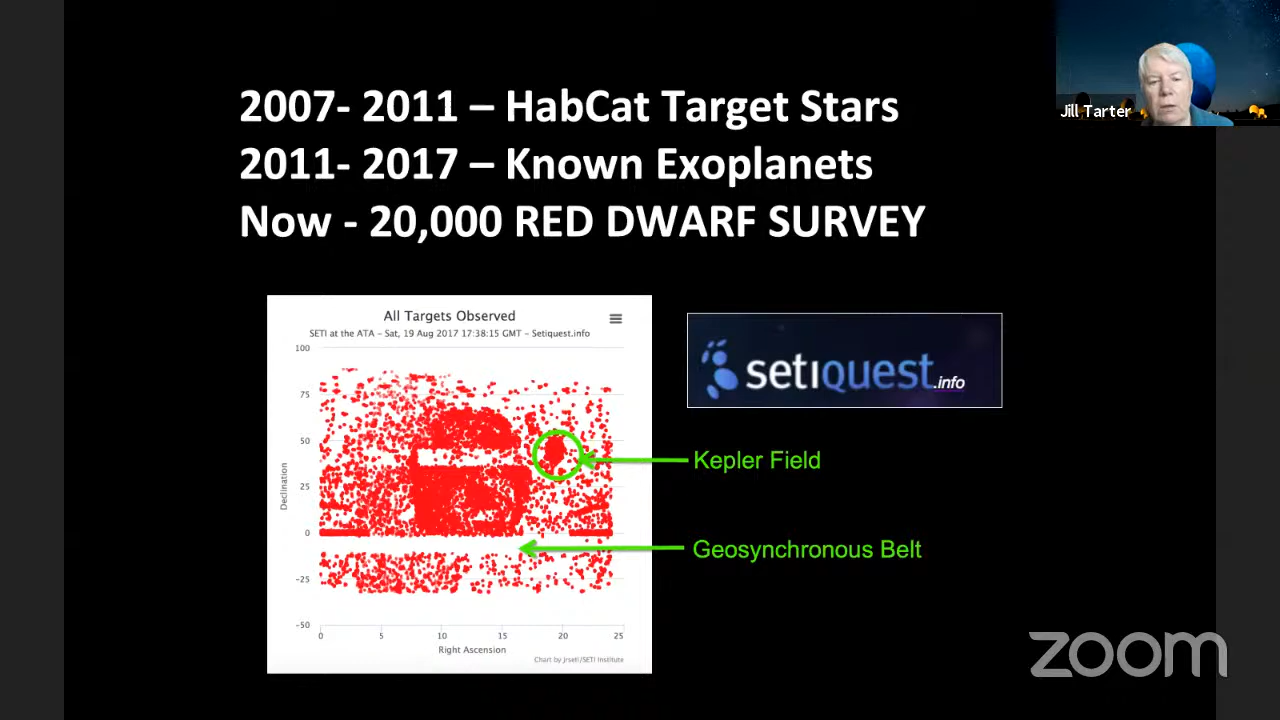 Jill Tarter
2007- 2011 – HabCat Target Stars
2011- 2017 – Known Exoplanets
Now - 20,000 RED DWARF SURVEY
All Targets Observed
SETI at the ATA – Sat, 19 Aug 2017 17:38:15 GMT – Setiquest.info
100
75
50
25
0
-25
-50
Declination
0 5 10 15 20 25
Right Ascension
Chart by jrseti/SETI Institute
setiquest.info
Kepler Field
Geosynchronous Belt
zoom